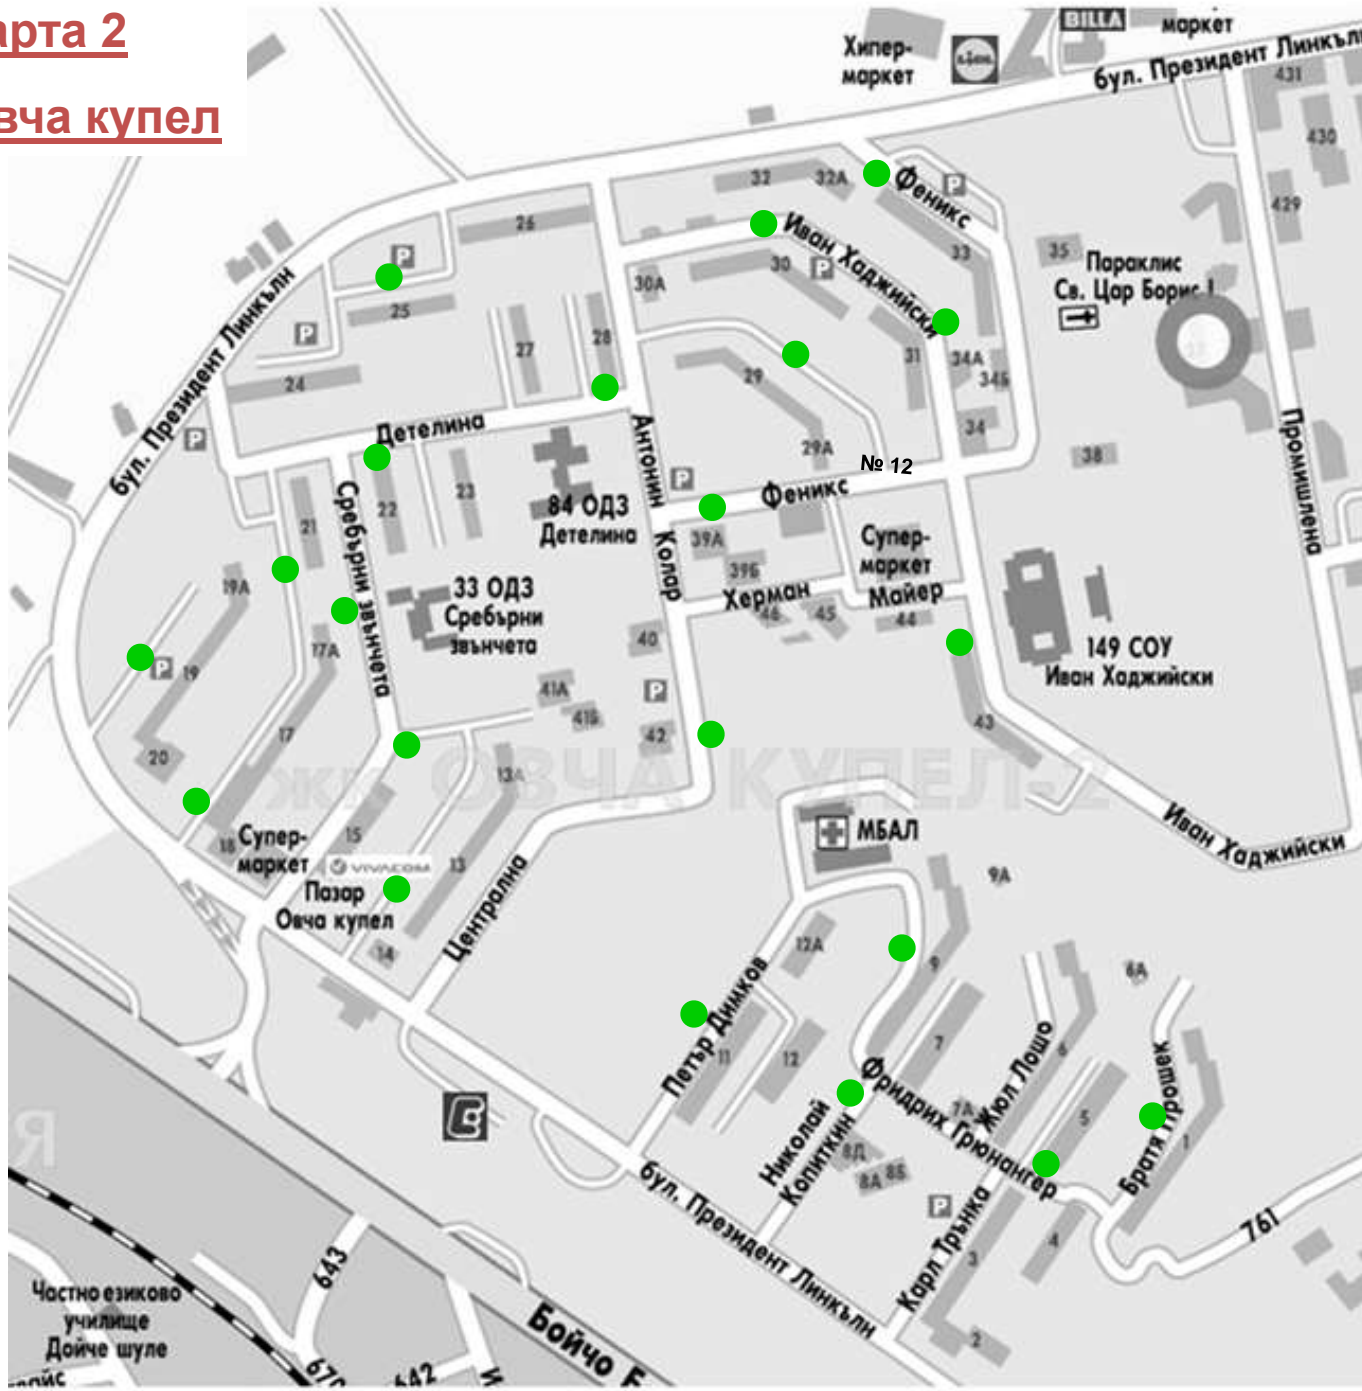 арта 2
вча купел
BILLA
маркет
Хипер-
маркет
LIDL
бул. Президент Линкълн
431
430
429
32
32А
Феникс
P
33
35
Параклис
Св. Цар Борис I
26
P
25
P
24
P
бул. Президент Линкълн
Иван Хаджийски
30
P
30А
31
34А
34Б
34
38
Промишлена
27
28
29
29А
Детелина
Антонин
Колар
P
Феникс
№ 12
21
22
23
84 ОДЗ
Детелина
39А
39Б
Супер-
маркет
Херман
Майер
46
45
44
149 СОУ
Иван Хаджийски
43
Иван Хаджийски
Сребърни звънчета
33 ОДЗ
Сребърни
звънчета
40
P
42
41А
41Б
19А
19
P
20
17А
17
18
Супер-
маркет
15
VIVACOM
Пазар
Овча купел
13А
13
14
Централна
ЖК ОВЧА КУПЕЛ-2
МБАЛ
9А
9
12А
Петър Димков
11
12
7
7А
Фридрих Грюнангер
Николай
Копиткин
8Д
8А
8Б
P
Жюл Лошо
6
6А
5
Братя Прошек
1
Карл Трънка
3
4
2
761
бул. Президент Линкълн
Я
643
Частно езиково
училище
Дойче шуле
670
642
И
Бойчо Б